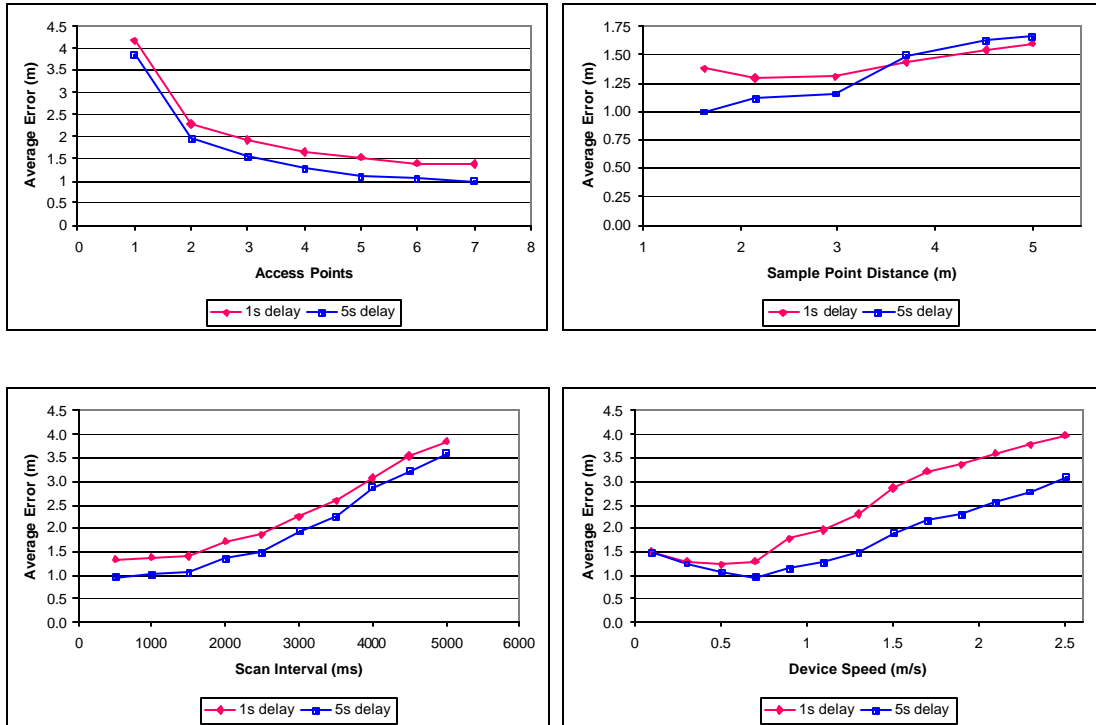 4.5
4
3.5
3
2.5
2
1.5
1
0.5
0
Average Error (m)
0 1 2 3 4 5 6 7 8
Access Points
1s delay 5s delay
1.75
1.50
1.25
1.00
0.75
0.50
0.25
0.00
Average Error (m)
1 2 3 4 5
Sample Point Distance (m)
1s delay 5s delay
4.5
4.0
3.5
3.0
2.5
2.0
1.5
1.0
0.5
0.0
Average Error (m)
0 1000 2000 3000 4000 5000 6000
Scan Interval (ms)
1s delay 5s delay
4.5
4.0
3.5
3.0
2.5
2.0
1.5
1.0
0.5
0.0
Average Error (m)
0 0.5 1 1.5 2 2.5
Device Speed (m/s)
1s delay 5s delay